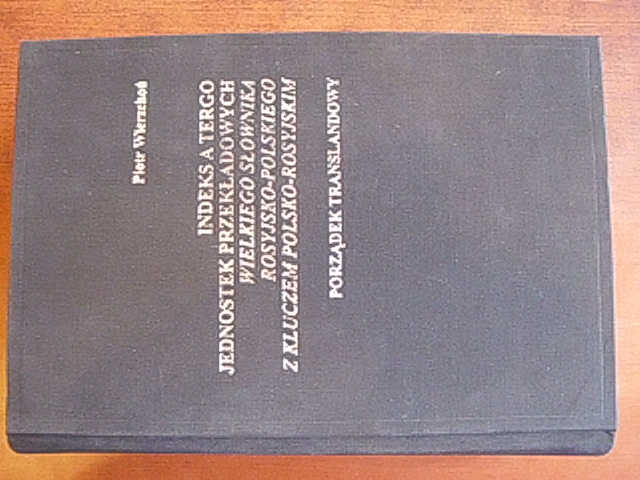 Piotr Wierzchoń
INDEKS A TERGO
JEDNOSTEK PRZEKŁADOWYCH
WIELKIEGO SŁOWNIKA
ROSYJSKO-POLSKIEGO
Z KLUCZEM POLSKO-ROSYJSKIM
PORZĄDEK TRANSLANDOWY